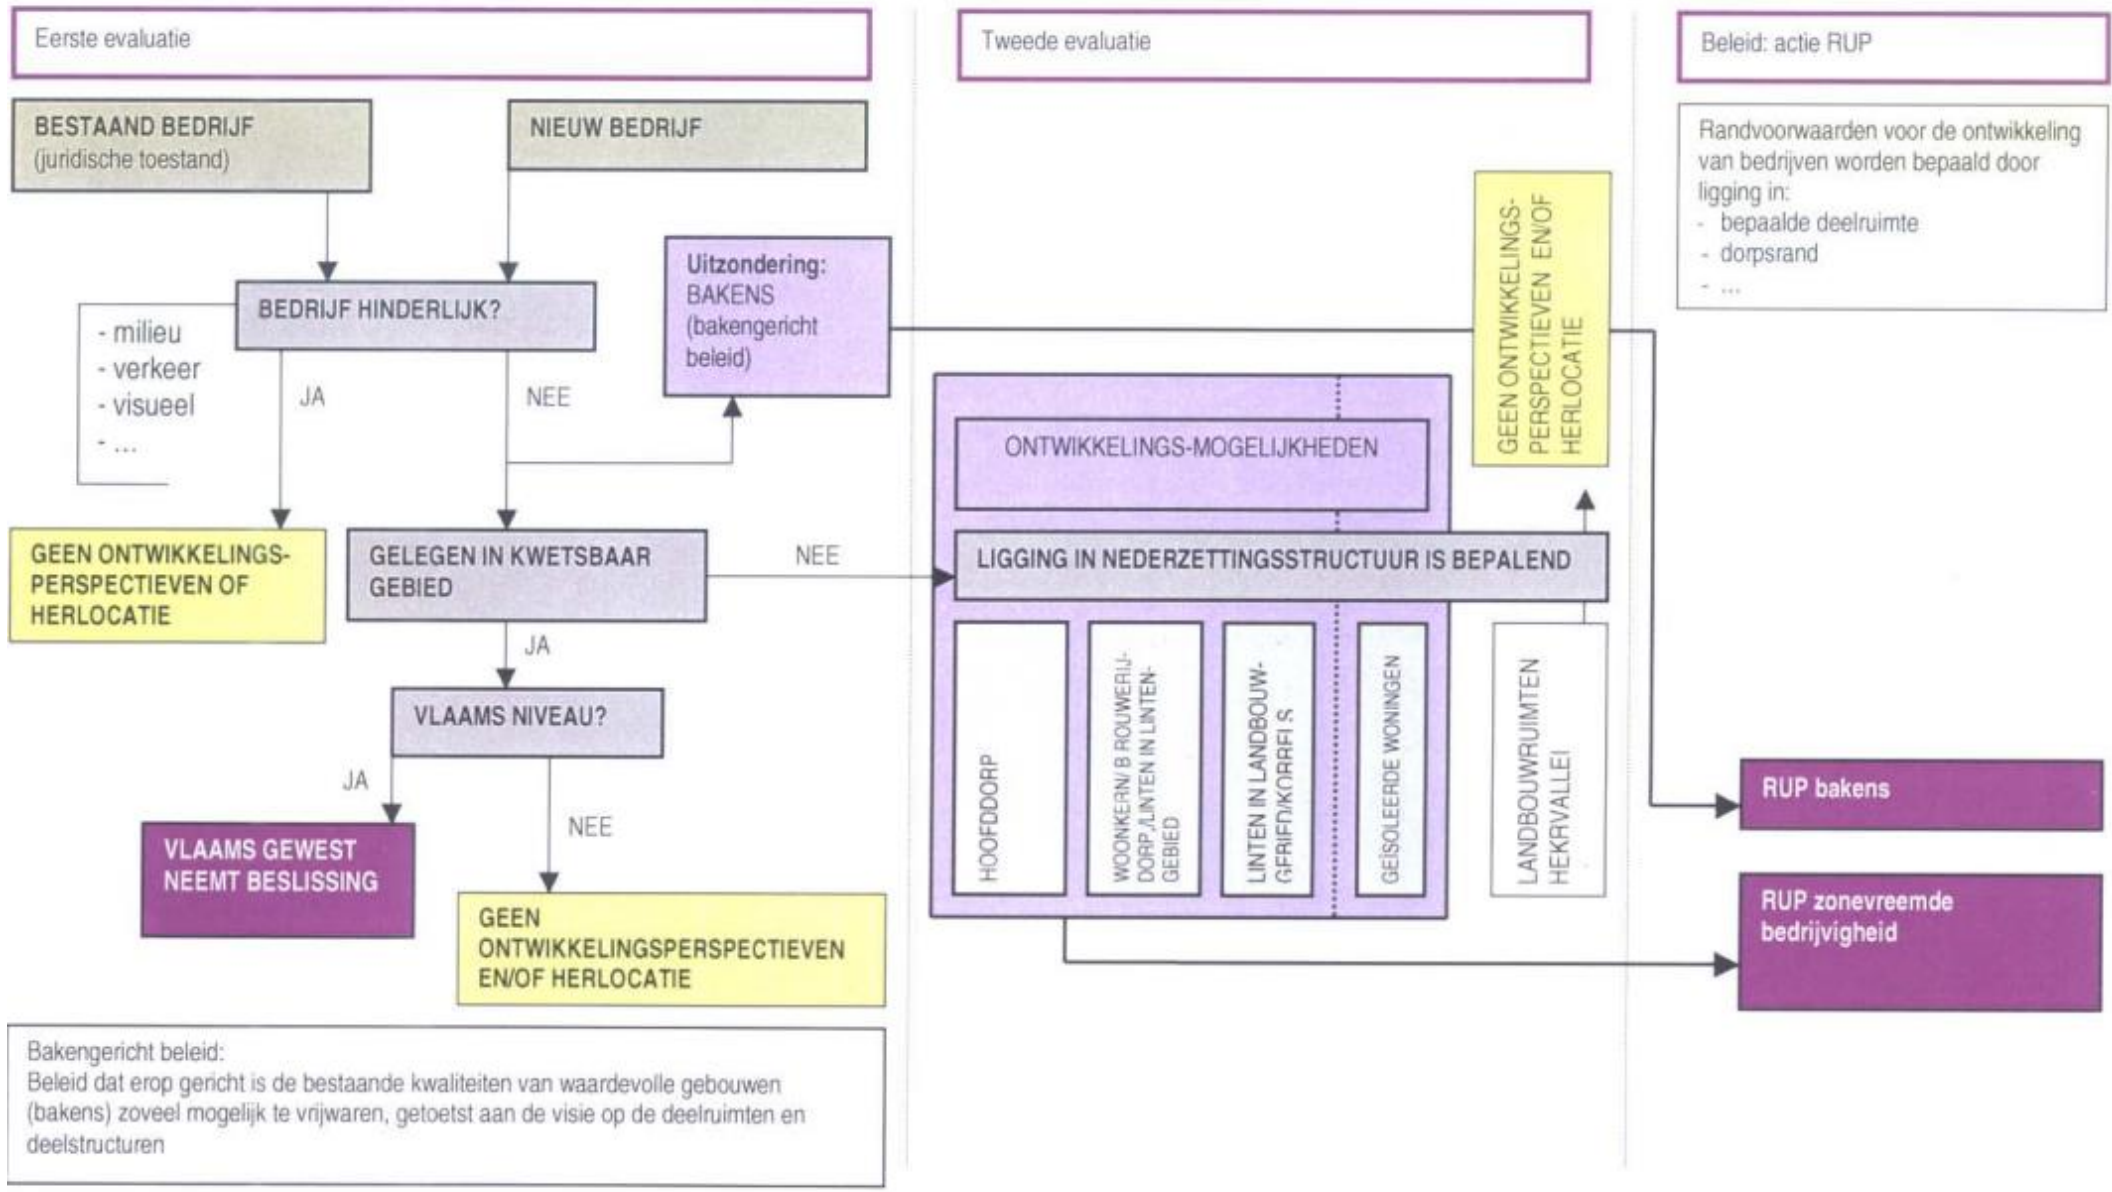 Eerste evaluatie
BESTAAND BEDRIJF
(juridische toestand)
NIEUW BEDRIJF
BEDRIJF HINDERLIJK?
- milieu
- verkeer
- visueel
- ...
JA
NEE
Uitzondering:
BAKENS
(bakengericht
beleid)
GEEN ONTWIKKELINGS-
PERSPECTIEVEN OF
HERLOCATIE
GELEGEN IN KWETSBAAR
GEBIED
NEE
JA
VLAAMS NIVEAU?
JA
NEE
VLAAMS GEWEST
NEEMT BESLISSING
GEEN
ONTWIKKELINGSPERSPECTIEVEN
EN/OF HERLOCATIE
Bakengericht beleid:
Beleid dat erop gericht is de bestaande kwaliteiten van waardevolle gebouwen
(bakens) zoveel mogelijk te vrijwaren, getoetst aan de visie op de deelruimten en
deelstructuren
Tweede evaluatie
ONTWIKKELINGS-MOGELIJKHEDEN
LIGGING IN NEDERZETTINGSSTRUCTUUR IS BEPALEND
HOOFDDORP
WOONKERN/ B ROUWERIJ-
DORP,/LINTEN IN LINTEN-
GEBIED
LINTEN IN LANDBOUW-
GEÏSOLEERDE WONINGEN
LANDBOUWRUIMTEN
HEKRVALLEI
GEEN ONTWIKKELINGS-
PERSPECTIEVEN EN/OF
HERLOCATIE
Beleid: actie RUP
Randvoorwaarden voor de ontwikkeling
van bedrijven worden bepaald door
ligging in:
- bepaalde deelruimte
- dorpsrand
- ...
RUP bakens
RUP zonevreemde
bedrijvigheid